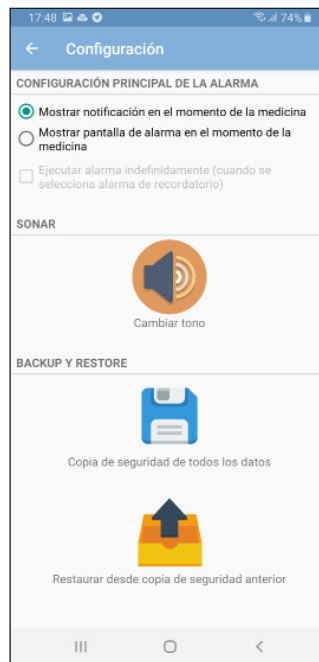 17:48 74%
Configuración
CONFIGURACIÓN PRINCIPAL DE LA ALARMA
Mostrar notificación en el momento de la medicina
Mostrar pantalla de alarma en el momento de la
medicina
Ejecutar alarma indefinidamente (cuando se
selecciona alarma de recordatorio)
SONAR
Cambiar tono
BACKUP Y RESTORE
Copia de seguridad de todos los datos
Restaurar desde copia de seguridad anterior